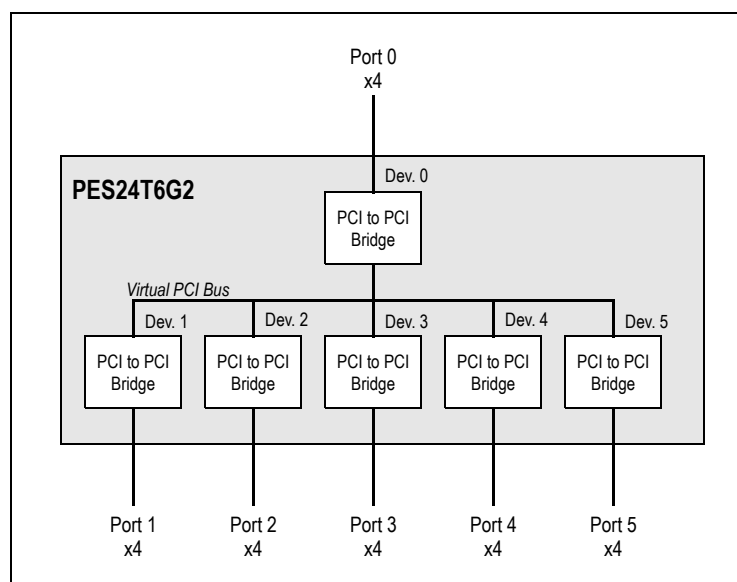 Port 0
x4
PES24T6G2
Dev. 0
PCI to PCI
Bridge
Virtual PCI Bus
Dev. 1
Dev. 2
Dev. 3
Dev. 4
Dev. 5
PCI to PCI
Bridge
PCI to PCI
Bridge
PCI to PCI
Bridge
PCI to PCI
Bridge
PCI to PCI
Bridge
Port 1
x4
Port 2
x4
Port 3
x4
Port 4
x4
Port 5
x4